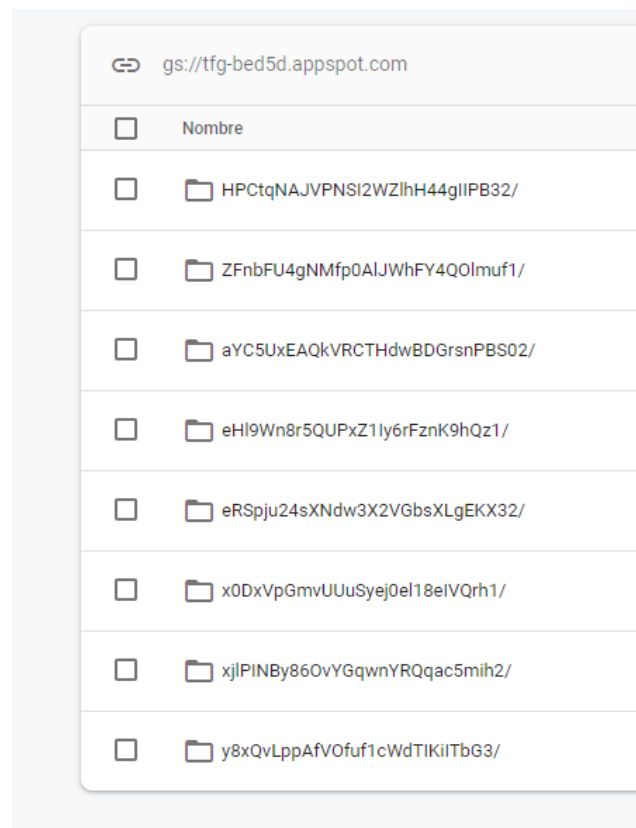 gs://tfg-bed5d.appspot.com
Nombre
HPCtqNAJVPNSI2WZlhH44gIIPB32/
ZFnbFU4gNMfp0AlJWhFY4QOlmuf1/
aYC5UxEAQkVRCTHdwBDGrsnPBS02/
eHl9Wn8r5QUPxZ1Iy6rFznK9hQz1/
eRSpju24sXNdw3X2VGbsXLgEKX32/
x0DxVpGmvUUuSyej0el18eIVQrh1/
xjlPINBy86OvYGqwnYRQqac5mih2/
y8xQvLppAfVOfuf1cWdTIKiITbG3/